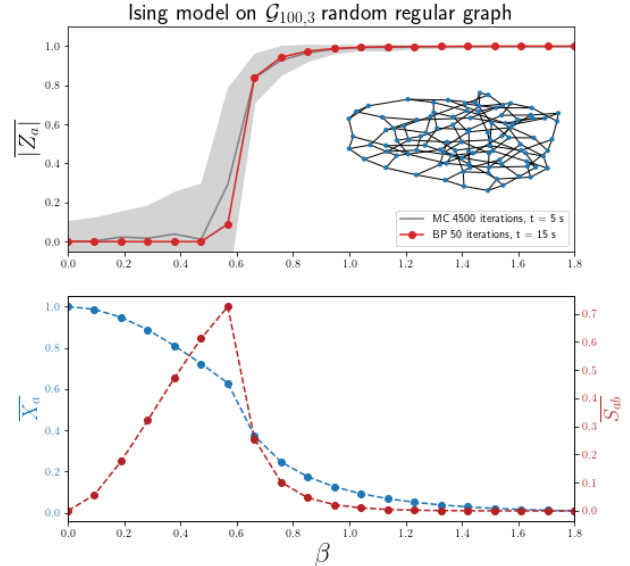 Ising model on 𝒢₁₀₀,₃ random regular graph
|Z̅ₐ|
1.0
0.8
0.6
0.4
0.2
0.0
MC 4500 iterations, t = 5 s
BP 50 iterations, t = 15 s
0.0 0.2 0.4 0.6 0.8 1.0 1.2 1.4 1.6 1.8
X̅ₐ
1.0
0.8
0.6
0.4
0.2
0.0
0.7
0.6
0.5
0.4
0.3
0.2
0.1
0.0
S̅ₐb
0.0 0.2 0.4 0.6 0.8 1.0 1.2 1.4 1.6 1.8
β